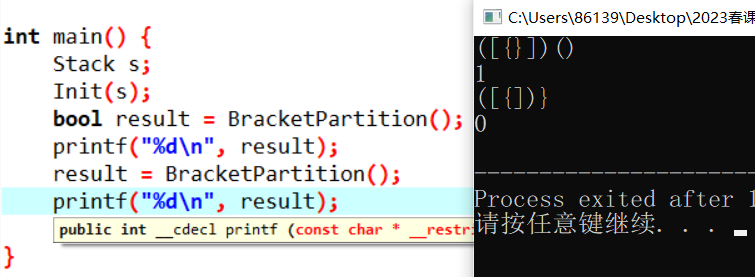 int main() {
Stack s;
Init(s);
bool result = BracketPartition();
printf("%d\n", result);
result = BracketPartition();
printf("%d\n", result);
public int __cdecl printf (const char * __restri
}
C:\Users\86139\Desktop\2023春课
([{}])()
1
([{])}
0
Process exited after 1
请按任意键继续. . .